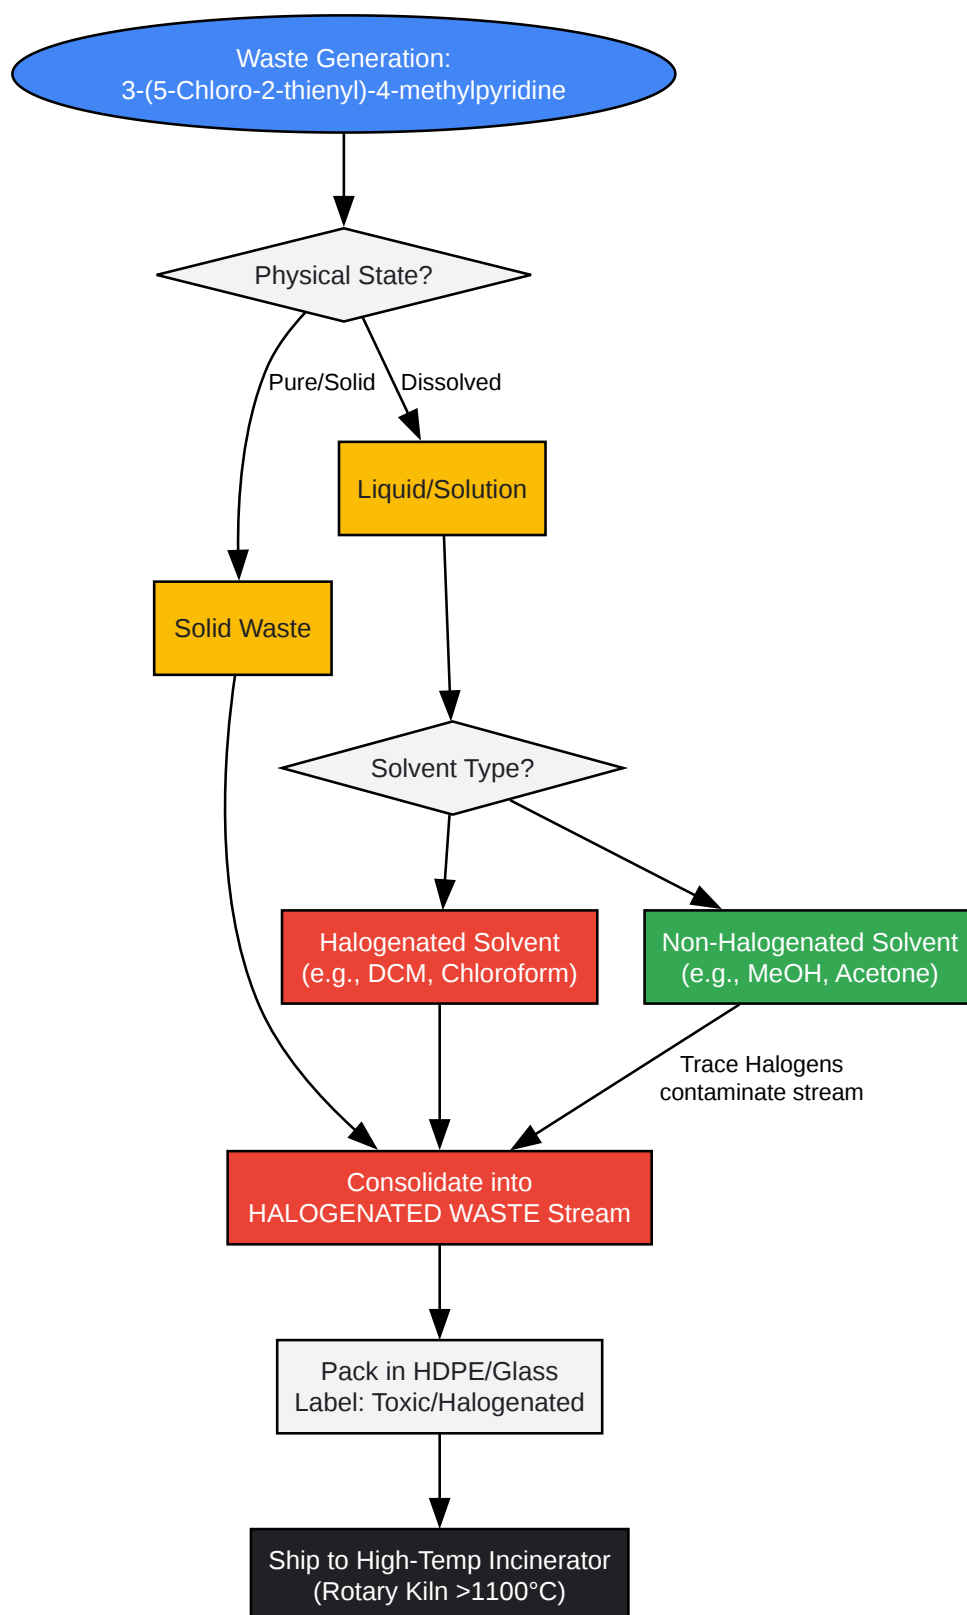 Waste Generation:
3-(5-Chloro-2-thienyl)-4-methylpyridine
Physical State?
Pure/Solid
Dissolved
Liquid/Solution
Solid Waste
Solvent Type?
Halogenated Solvent
(e.g., DCM, Chloroform)
Non-Halogenated Solvent
(e.g., MeOH, Acetone)
Trace Halogens
contaminate stream
Consolidate into
HALOGENATED WASTE Stream
Pack in HDPE/Glass
Label: Toxic/Halogenated
Ship to High-Temp Incinerator
(Rotary Kiln >1100°C)